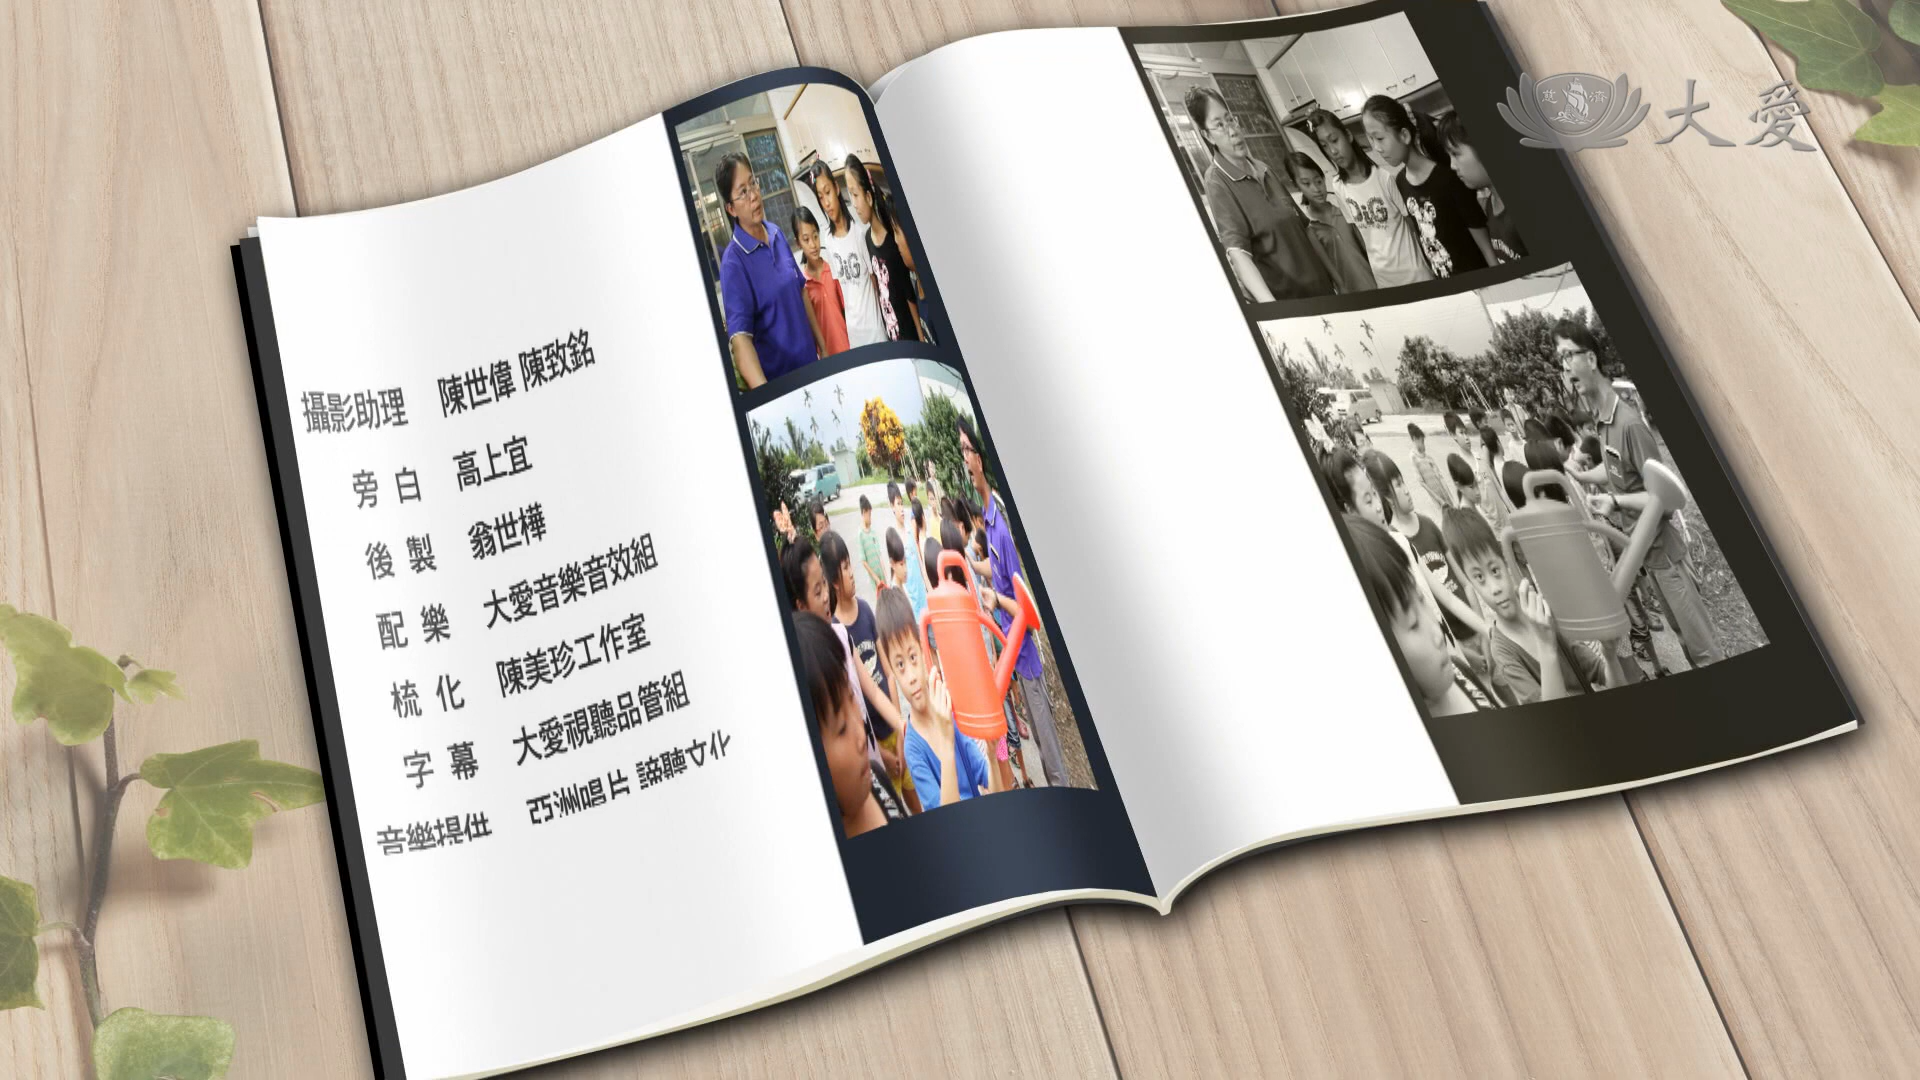 慈濟 大愛
攝影助理 陳世偉 陳致銘
旁白 高上宜
後製 翁世樺
配樂 大愛音樂音效組
梳化 陳美珍工作室
字幕 大愛視聽品管組
音樂提供 亞洲唱片 諦聽文化
DiG